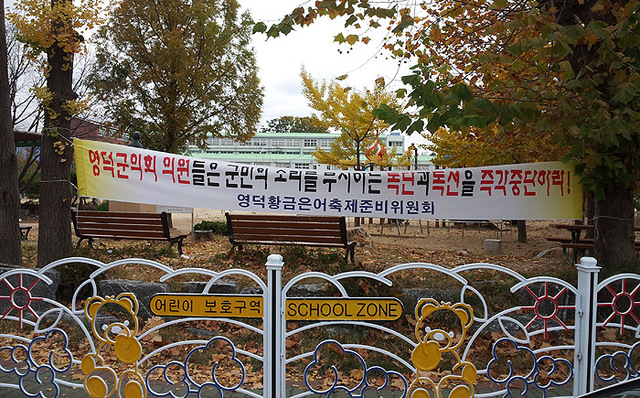 영덕군의회 의원들은 군민의 소리를 무시하는 독단과독선을 즉각중단하라!
영덕황금은어축제준비위원회
어린이 보호구역 SCHOOL ZONE